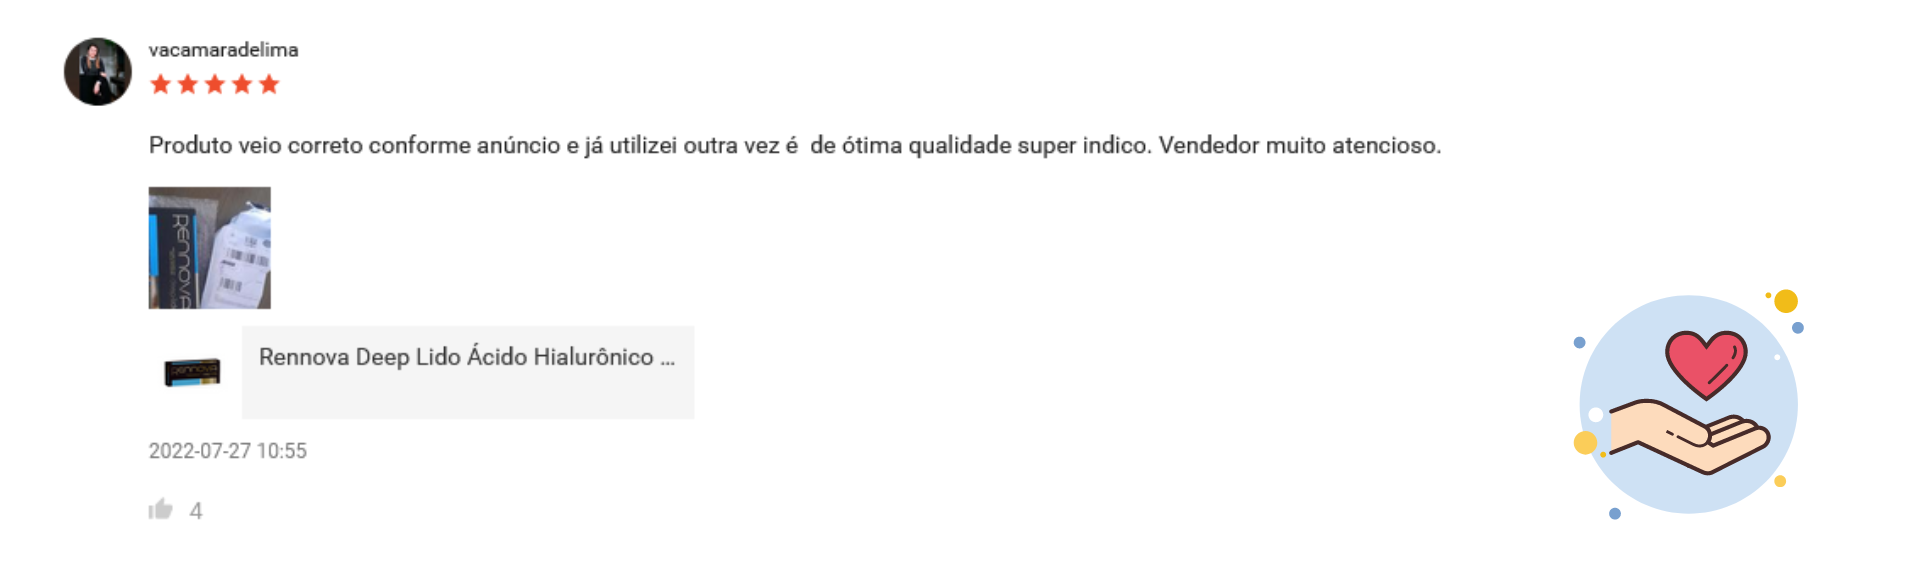 vacamaradelima
Produto veio correto conforme anúncio e já utilizei outra vez é  de ótima qualidade super indico. Vendedor muito atencioso.
RENNOVA
RENNOVA
Rennova Deep Lido Ácido Hialurônico ...
2022-07-27 10:55
4